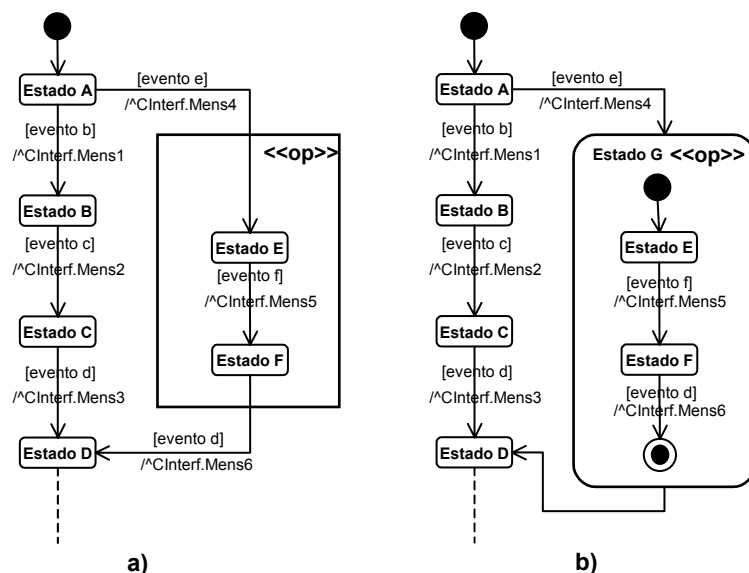 Estado A
[evento e]
/^CInterf.Mens4
[evento b]
/^CInterf.Mens1
<<op>>
Estado B
[evento c]
/^CInterf.Mens2
Estado E
[evento f]
/^CInterf.Mens5
Estado C
Estado F
[evento d]
/^CInterf.Mens3
[evento d]
Estado D
/^CInterf.Mens6
a)
Estado A
[evento e]
/^CInterf.Mens4
[evento b]
/^CInterf.Mens1
Estado G <<op>>
Estado B
[evento c]
/^CInterf.Mens2
Estado E
[evento f]
/^CInterf.Mens5
Estado C
Estado F
[evento d]
/^CInterf.Mens3
[evento d]
/^CInterf.Mens6
Estado D
b)